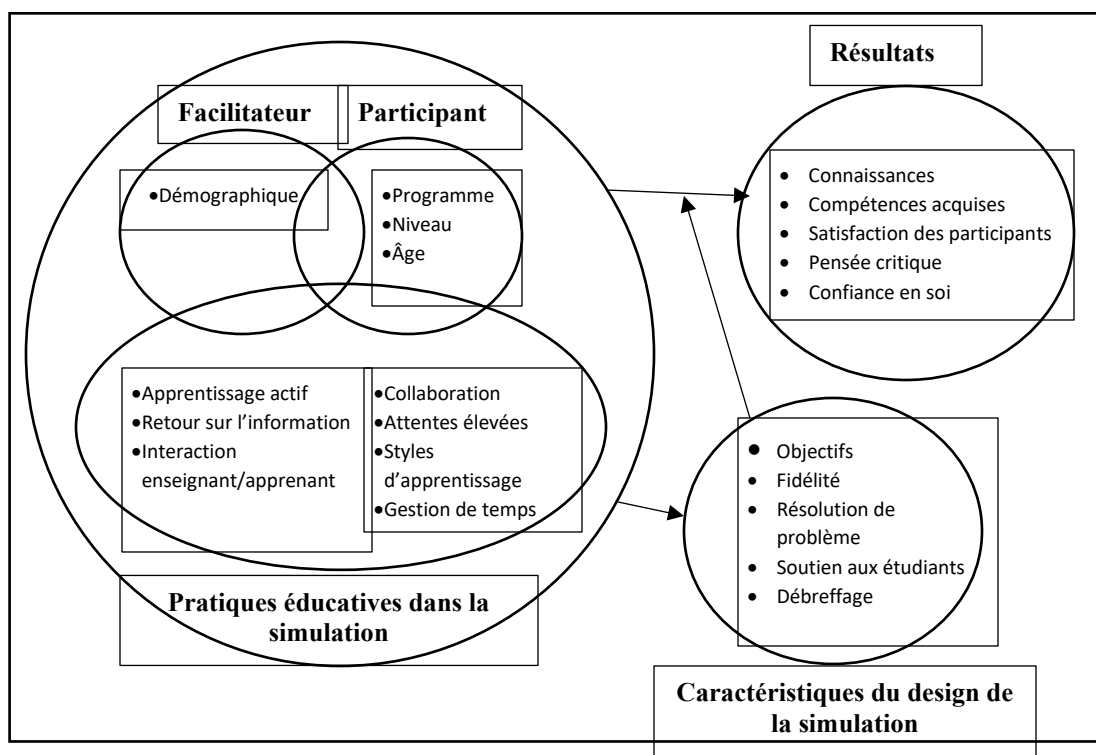 Facilitateur
Participant
Résultats
•Démographique
•Programme
•Niveau
•Âge
• Connaissances
• Compétences acquises
• Satisfaction des participants
• Pensée critique
• Confiance en soi
•Apprentissage actif
•Retour sur l’information
•Interaction
enseignant/apprenant
•Collaboration
•Attentes élevées
•Styles
d’apprentissage
•Gestion de temps
• Objectifs
• Fidélité
• Résolution de
problème
• Soutien aux étudiants
• Débreffage
Pratiques éducatives dans la
simulation
Caractéristiques du design de
la simulation